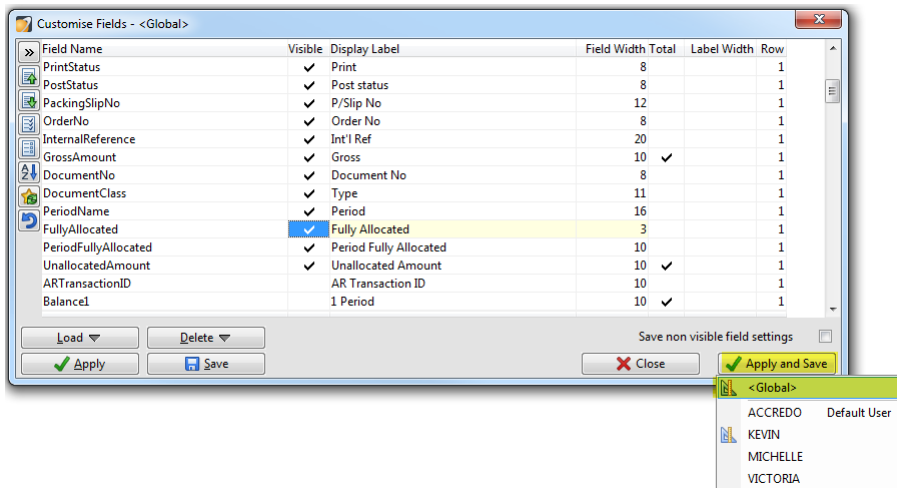 Customise Fields - <Global>
Field Name Visible Display Label Field Width Total Label Width Row
PrintStatus Print 8 1
PostStatus Post status 8 1
PackingSlipNo P/Slip No 12 1
OrderNo Order No 8 1
InternalReference Int'l Ref 20 1
GrossAmount Gross 10 1
DocumentNo Document No 8 1
DocumentClass Type 11 1
PeriodName Period 16 1
FullyAllocated Fully Allocated 3 1
PeriodFullyAllocated Period Fully Allocated 10 1
UnallocatedAmount Unallocated Amount 10 1
ARTransactionID AR Transaction ID 10 1
Balance1 1 Period 10 1
Load Delete Save non visible field settings
Apply Save Close Apply and Save
<Global>
ACCREDO Default User
KEVIN
MICHELLE
VICTORIA